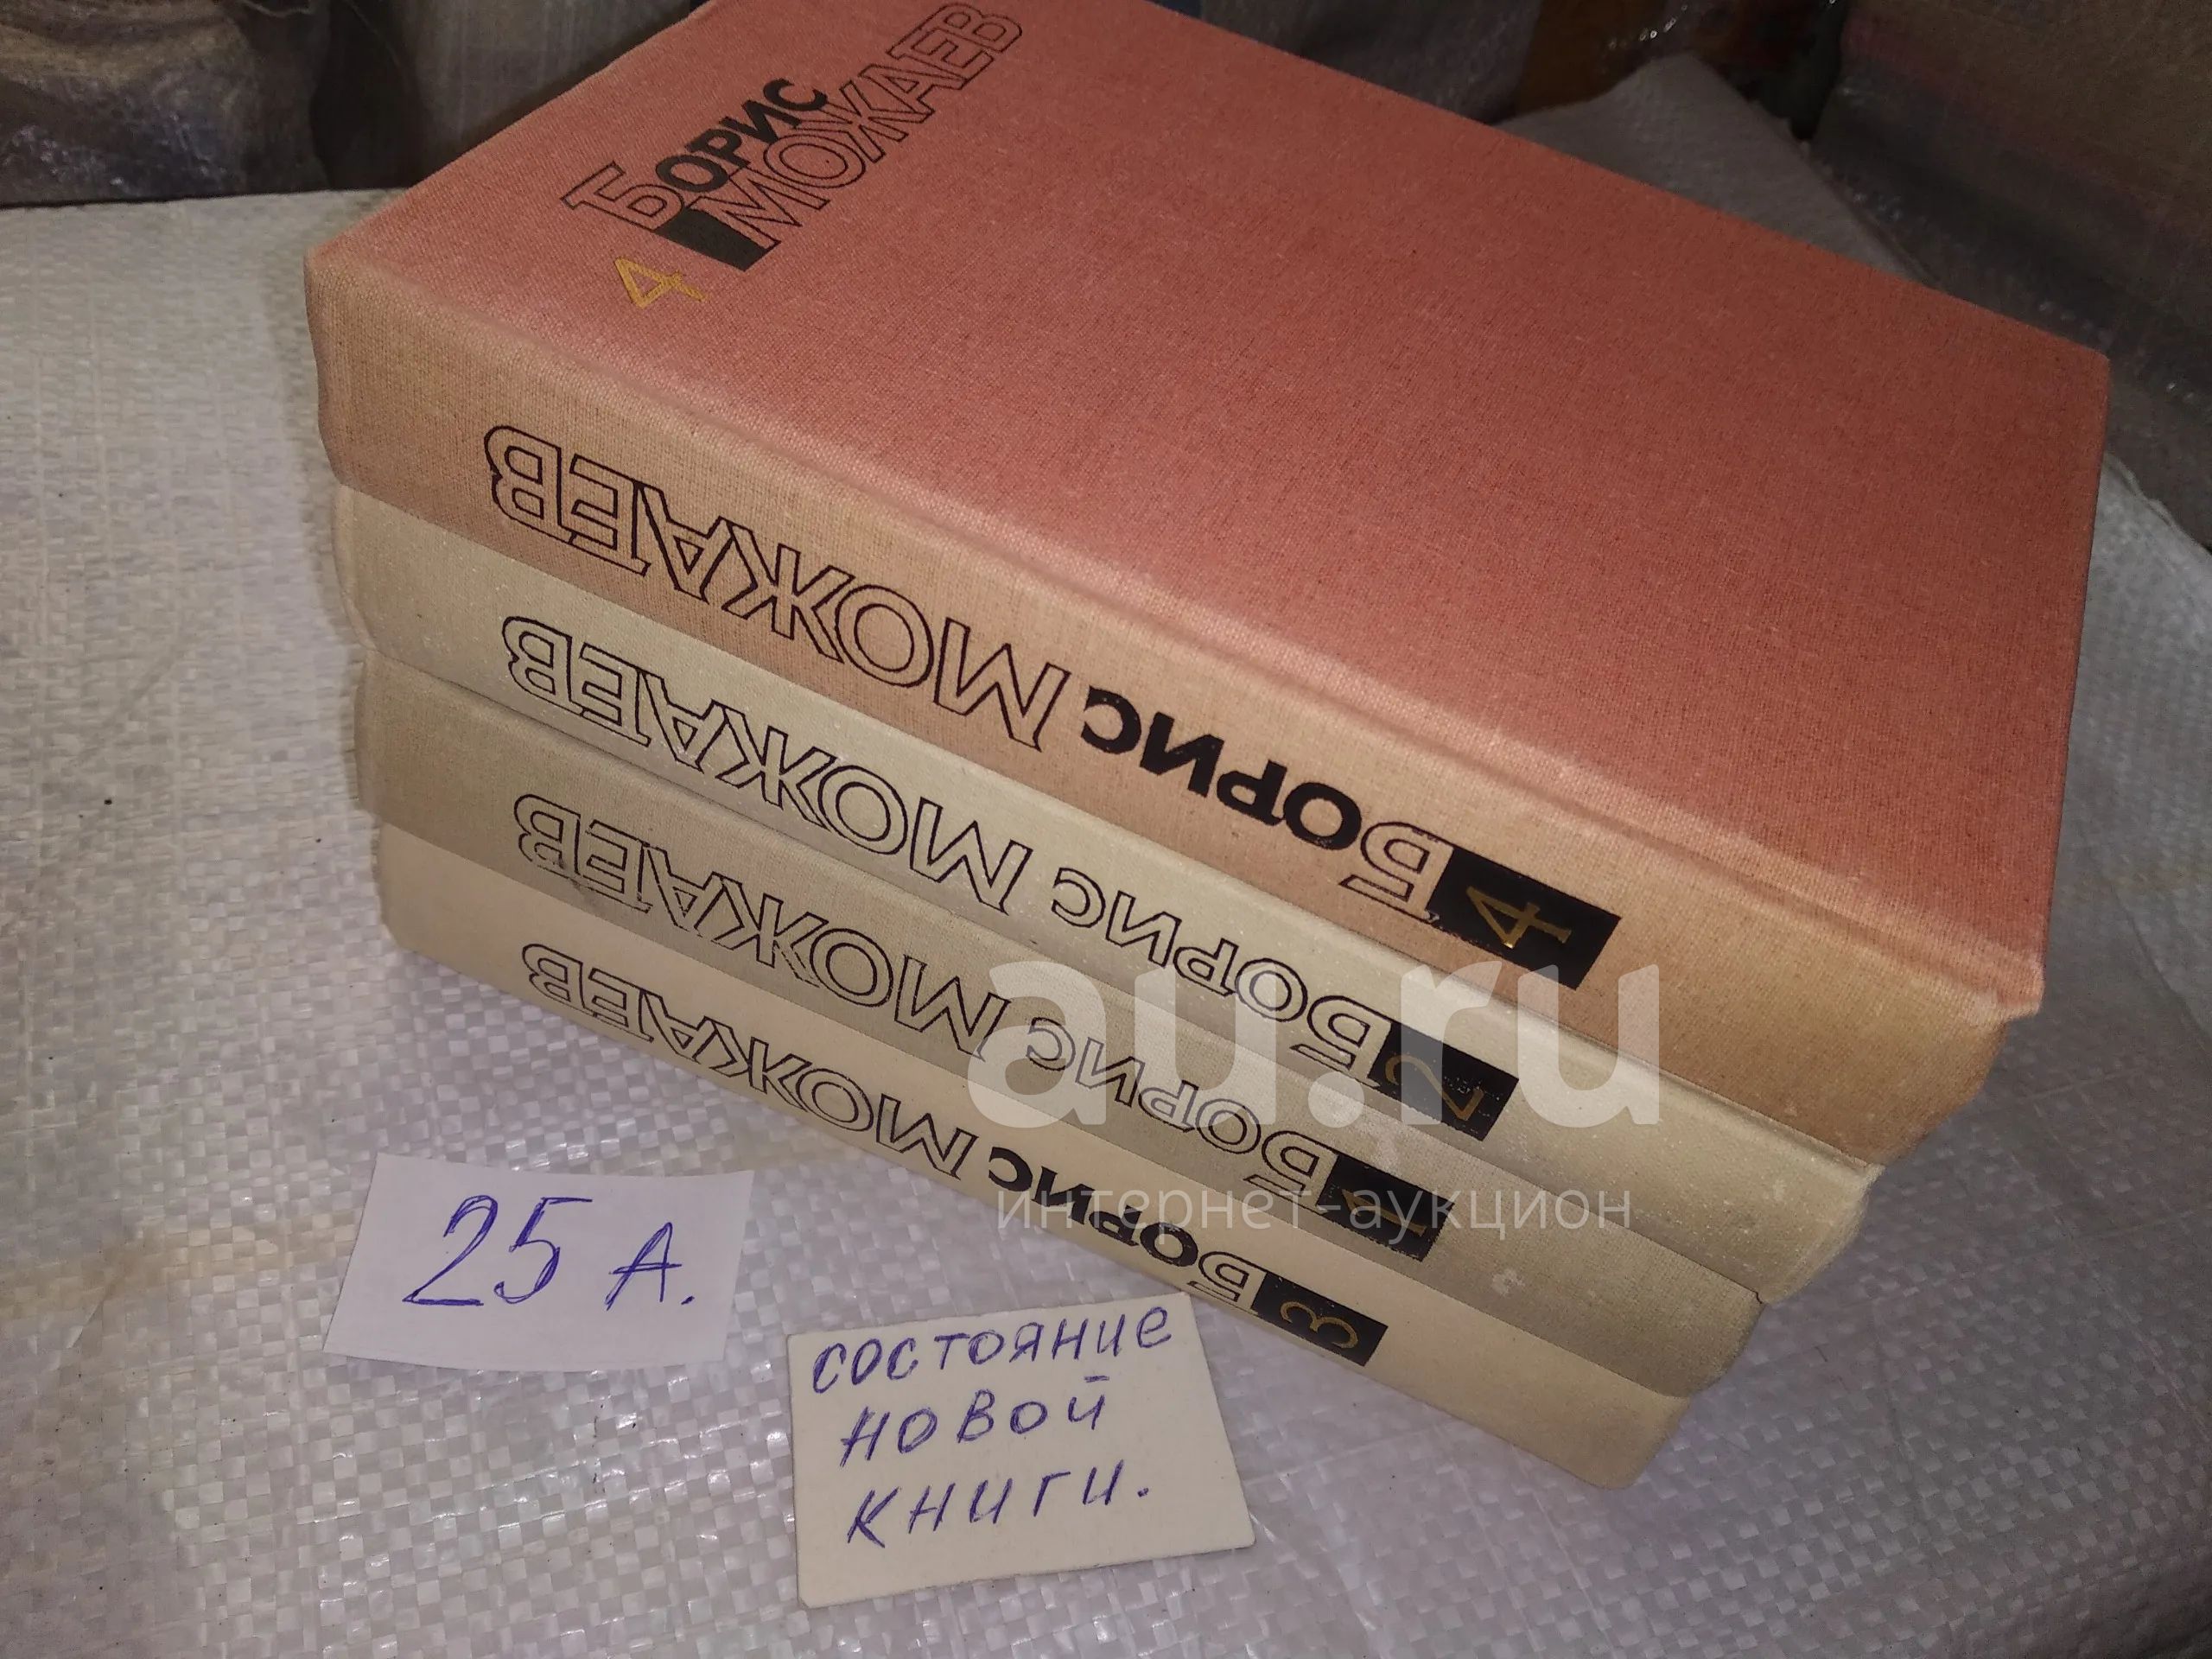 Борис
МОЖАЕВ
4
4 Борис МОЖАЕВ
2 Борис МОЖАЕВ
1 Борис МОЖАЕВ
3 Борис МОЖАЕВ
au.ru
интернет-аукцион
25 А.
состояние
новой
книги.